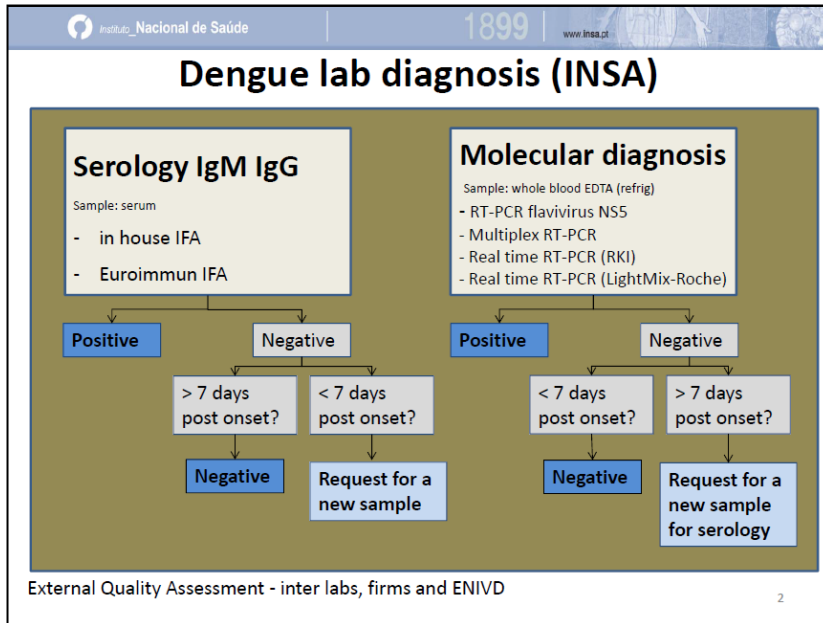 Instituto_Nacional de Saúde
1899
www.insa.pt
Dengue lab diagnosis (INSA)
Serology IgM IgG
Sample: serum
- in house IFA
- Euroimmun IFA
Molecular diagnosis
Sample: whole blood EDTA (refrig)
- RT-PCR flavivirus NS5
- Multiplex RT-PCR
- Real time RT-PCR (RKI)
- Real time RT-PCR (LightMix-Roche)
Positive
Negative
Positive
Negative
> 7 days
post onset?
< 7 days
post onset?
< 7 days
post onset?
> 7 days
post onset?
Negative
Request for a
new sample
Negative
Request for a
new sample
for serology
External Quality Assessment - inter labs, firms and ENIVD
2